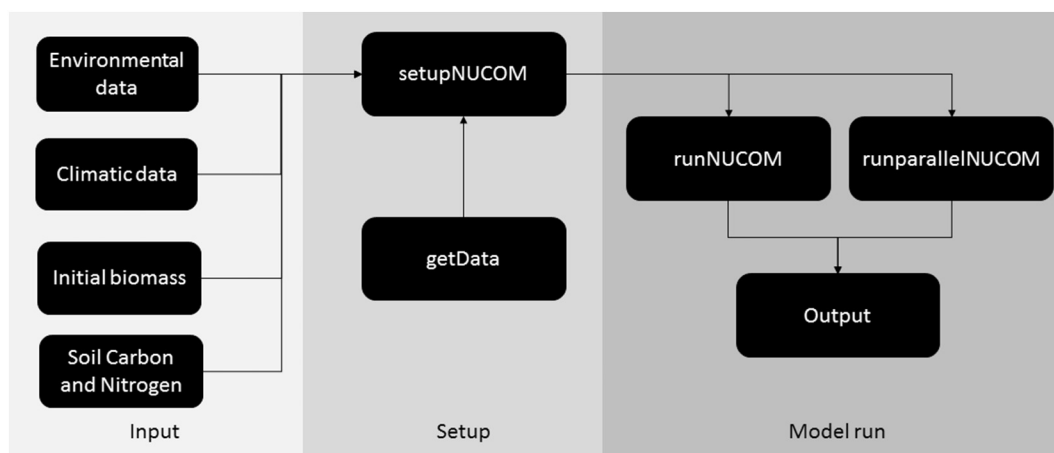 Environmental
data
Climatic data
Initial biomass
Soil Carbon
and Nitrogen
Input
setupNUCOM
getData
Setup
runNUCOM
runparallelNUCOM
Output
Model run